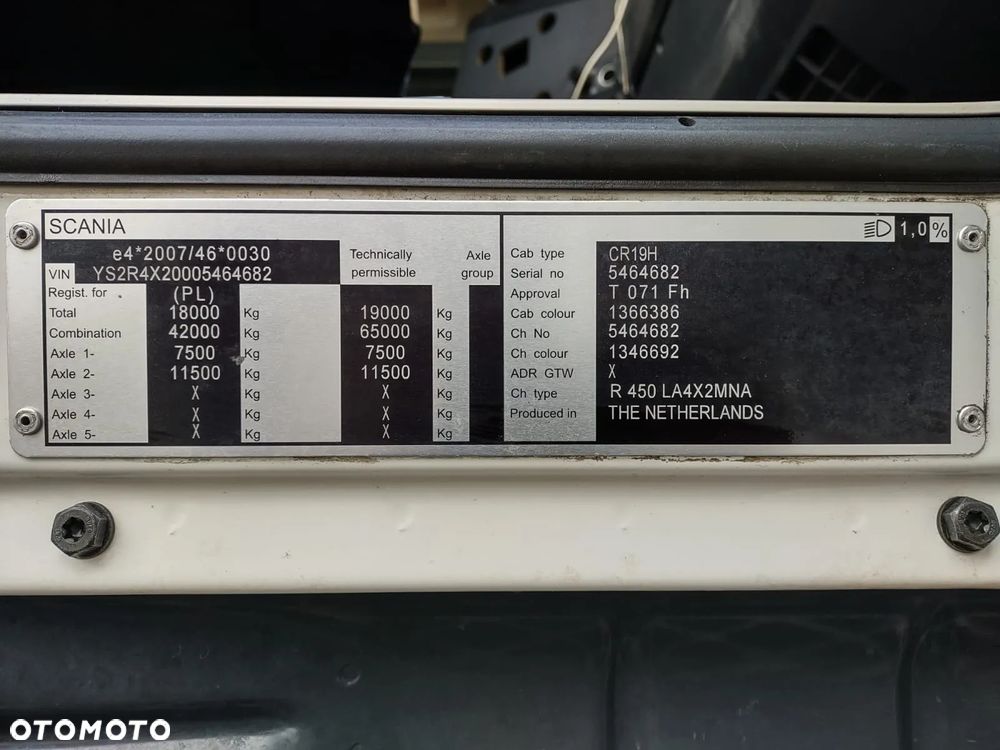 SCANIA
e4*2007/46*0030
VIN YS2R4X20005464682
Technically permissible
Axle group
Regist. for (PL)
Total 18000 Kg 19000 Kg
Combination 42000 Kg 65000 Kg
Axle 1- 7500 Kg 7500 Kg
Axle 2- 11500 Kg 11500 Kg
Axle 3- X Kg X Kg
Axle 4- X Kg X Kg
Axle 5- X Kg X Kg
1,0 %
Cab type CR19H
Serial no 5464682
Approval T 071 Fh
Cab colour 1366386
Ch No 5464682
Ch colour 1346692
ADR GTW X
Ch type R 450 LA4X2MNA
Produced in THE NETHERLANDS
OTOMOTO